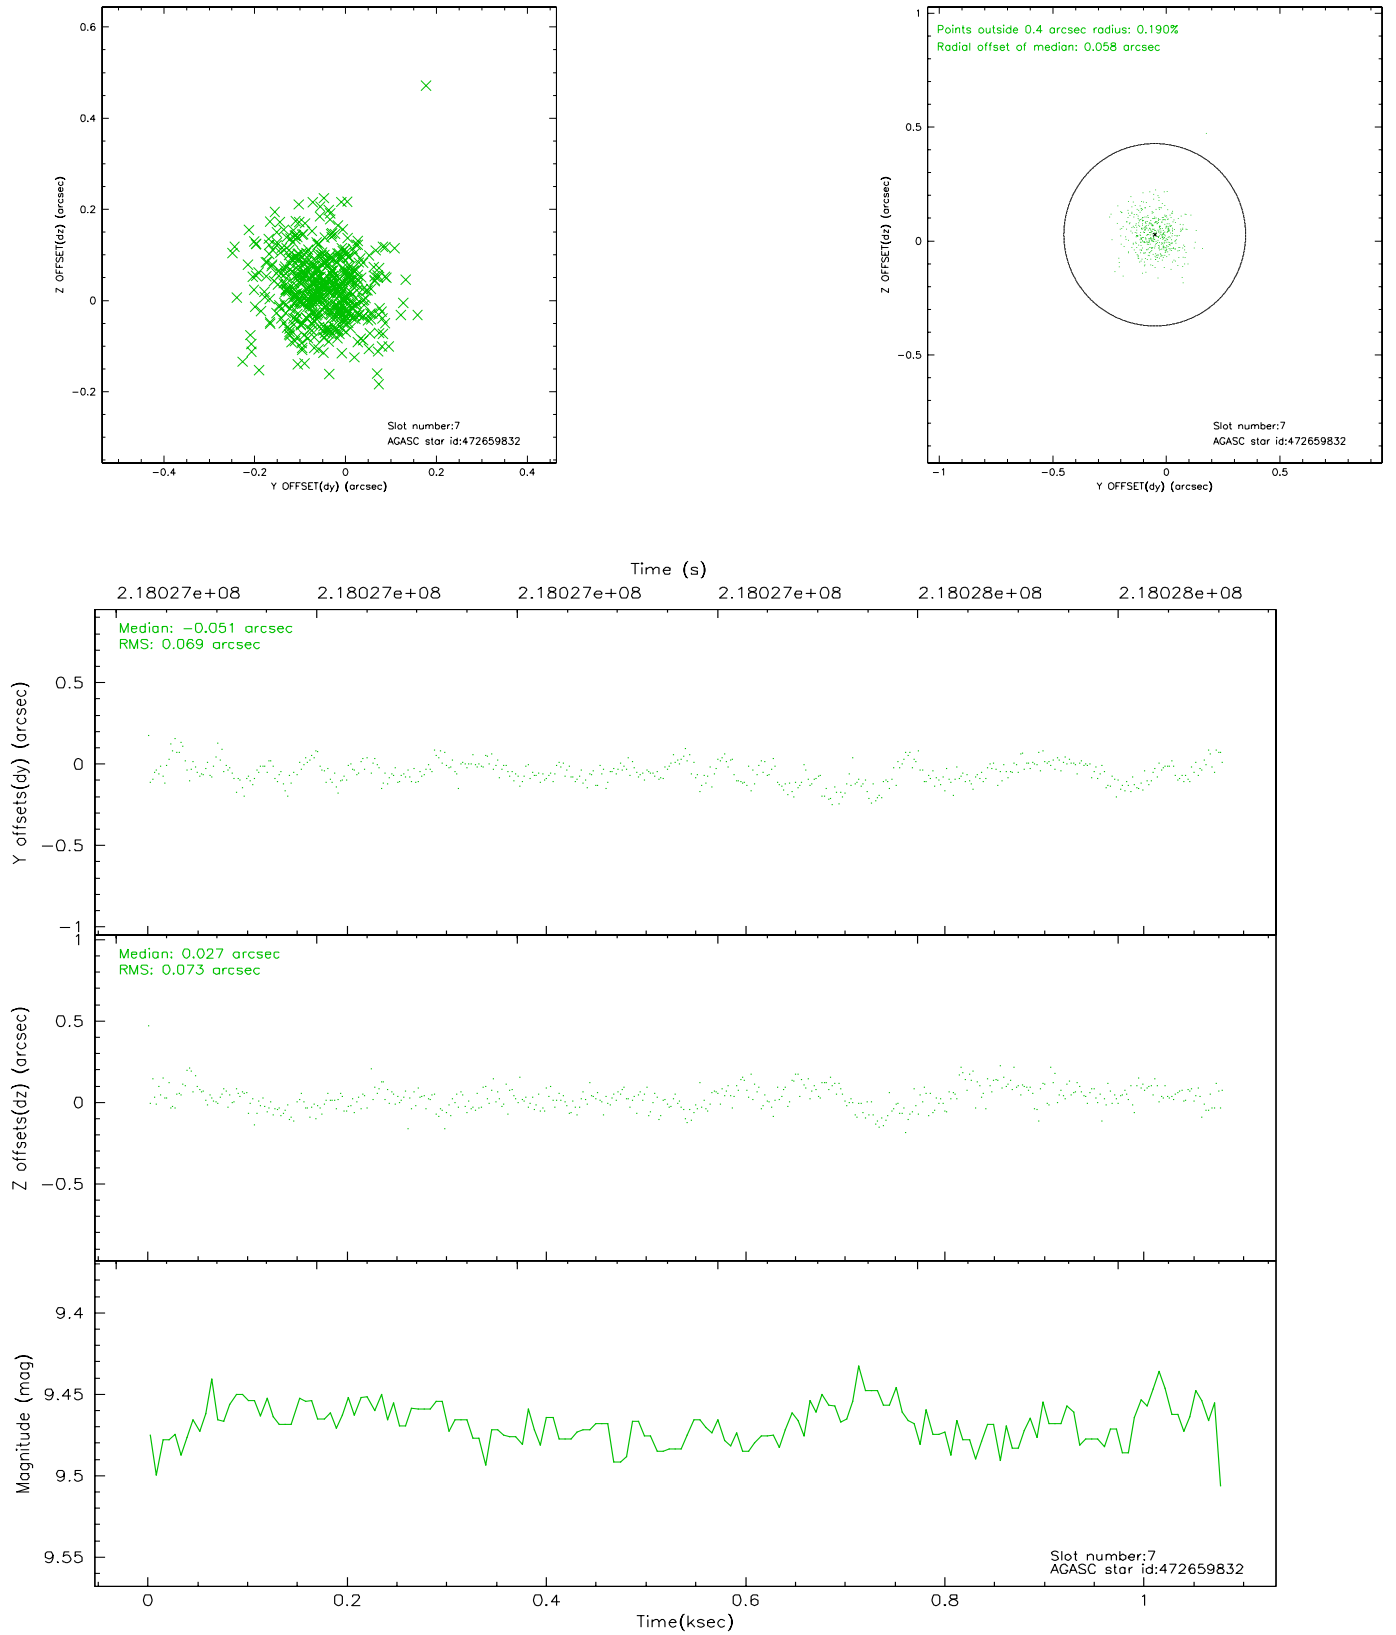 0.6
0.4
0.2
0
−0.2
Z OFFSET(dz) (arcsec)
Slot number:7
AGASC star id:472659832
−0.4 −0.2 0 0.2 0.4
Y OFFSET(dy) (arcsec)
1
0.5
0
−0.5
Z OFFSET(dz) (arcsec)
Points outside 0.4 arcsec radius: 0.190%
Radial offset of median: 0.058 arcsec
Slot number:7
AGASC star id:472659832
−1 −0.5 0 0.5
Y OFFSET(dy) (arcsec)
Time (s)
2.18027e+08 2.18027e+08 2.18027e+08 2.18027e+08 2.18028e+08 2.18028e+08
Median: −0.051 arcsec
RMS: 0.069 arcsec
0.5
0
−0.5
−1
Y offsets(dy) (arcsec)
Median: 0.027 arcsec
RMS: 0.073 arcsec
1
0.5
0
−0.5
Z offsets(dz) (arcsec)
9.4
9.45
9.5
9.55
Magnitude (mag)
Slot number:7
AGASC star id:472659832
0 0.2 0.4 0.6 0.8 1
Time(ksec)